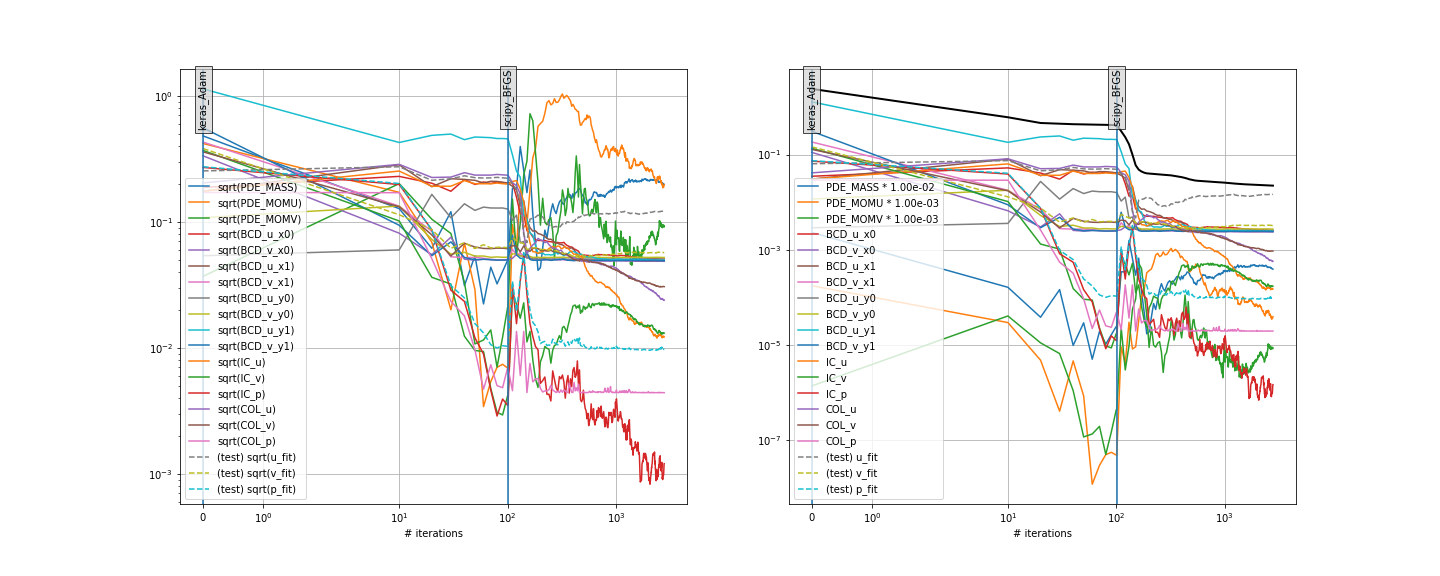 keras_Adam
scipy_BFGS
10⁰
10⁻¹
10⁻²
10⁻³
sqrt(PDE_MASS)
sqrt(PDE_MOMU)
sqrt(PDE_MOMV)
sqrt(BCD_u_x0)
sqrt(BCD_v_x0)
sqrt(BCD_u_x1)
sqrt(BCD_v_x1)
sqrt(BCD_u_y0)
sqrt(BCD_v_y0)
sqrt(BCD_u_y1)
sqrt(BCD_v_y1)
sqrt(IC_u)
sqrt(IC_v)
sqrt(IC_p)
sqrt(COL_u)
sqrt(COL_v)
sqrt(COL_p)
(test) sqrt(u_fit)
(test) sqrt(v_fit)
(test) sqrt(p_fit)
0 10⁰ 10¹ 10² 10³
# iterations
keras_Adam
scipy_BFGS
10⁻¹
10⁻³
10⁻⁵
10⁻⁷
PDE_MASS * 1.00e-02
PDE_MOMU * 1.00e-03
PDE_MOMV * 1.00e-03
BCD_u_x0
BCD_v_x0
BCD_u_x1
BCD_v_x1
BCD_u_y0
BCD_v_y0
BCD_u_y1
BCD_v_y1
IC_u
IC_v
IC_p
COL_u
COL_v
COL_p
(test) u_fit
(test) v_fit
(test) p_fit
0 10⁰ 10¹ 10² 10³
# iterations